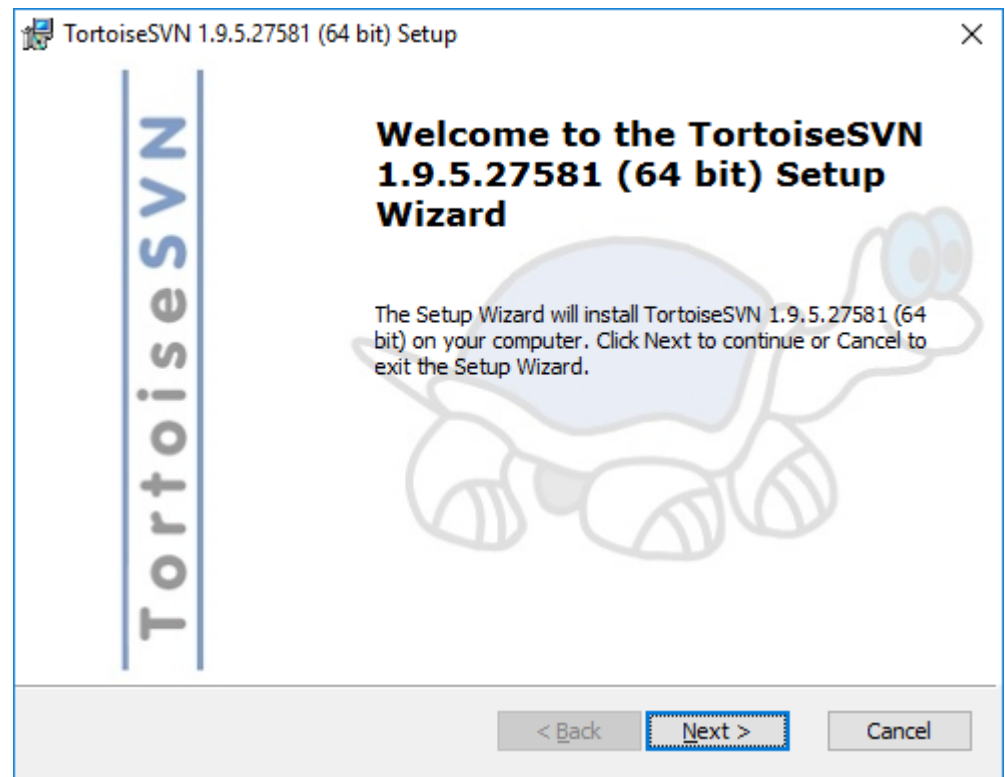 TortoiseSVN 1.9.5.27581 (64 bit) Setup
TortoiseSVN
Welcome to the TortoiseSVN
1.9.5.27581 (64 bit) Setup
Wizard
The Setup Wizard will install TortoiseSVN 1.9.5.27581 (64
bit) on your computer. Click Next to continue or Cancel to
exit the Setup Wizard.
< Back
Next >
Cancel